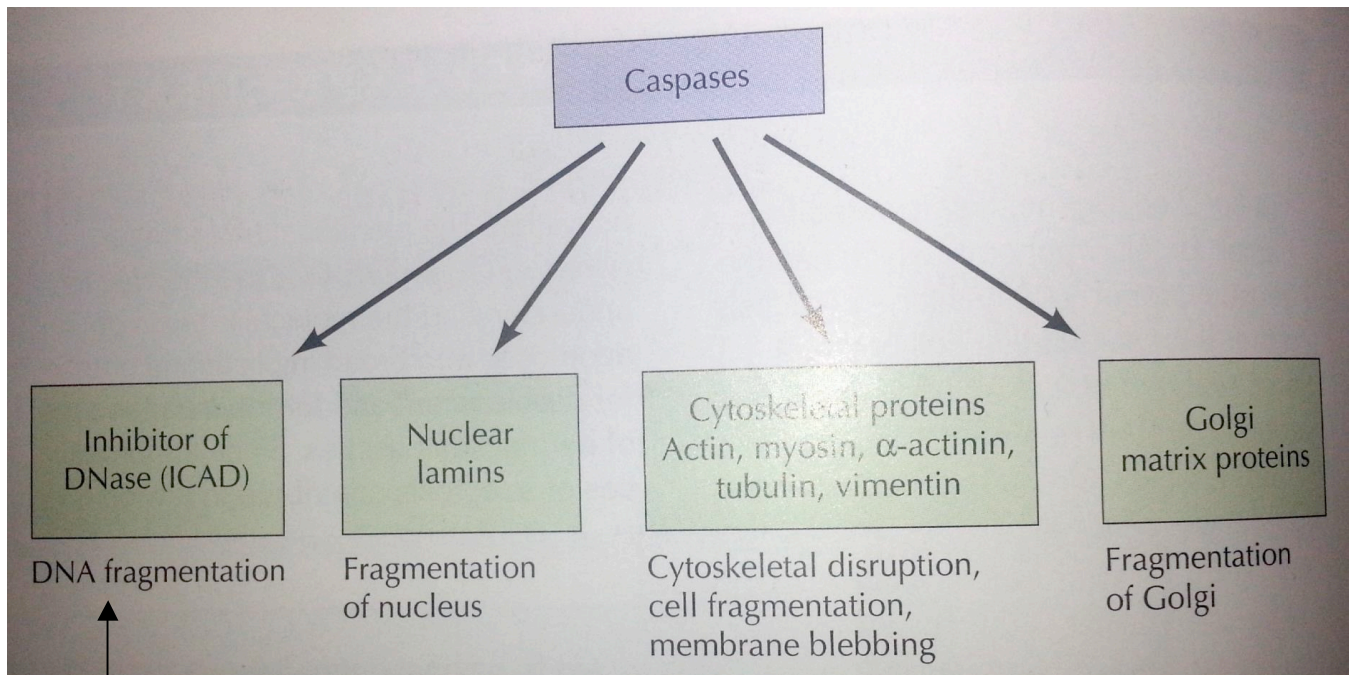 Caspases
Inhibitor of
DNase (ICAD)
DNA fragmentation
Nuclear
lamins
Fragmentation
of nucleus
Cytoskeletal proteins
Actin, myosin, α-actinin,
tubulin, vimentin
Cytoskeletal disruption,
cell fragmentation,
membrane blebbing
Golgi
matrix proteins
Fragmentation
of Golgi